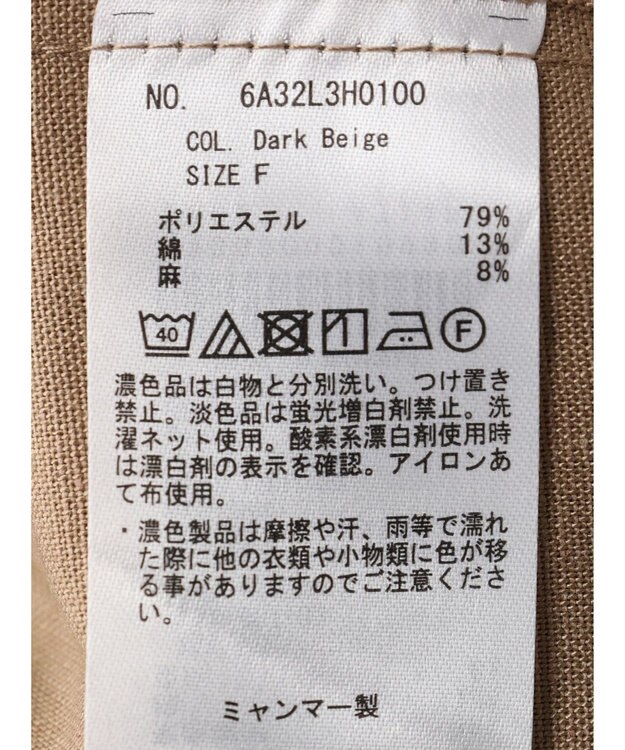 NO. 6A32L3H0100
COL. Dark Beige
SIZE F
ポリエステル 79%
綿 13%
麻 8%
40 F
濃色品は白物と分別洗い。つけ置き
禁止。淡色品は蛍光増白剤禁止。洗
濯ネット使用。酸素系漂白剤使用時
は漂白剤の表示を確認。アイロンあ
て布使用。
・濃色製品は摩擦や汗、雨等で濡れ
た際に他の衣類や小物類に色が移
る事がありますのでご注意くださ
い。
ミャンマー製